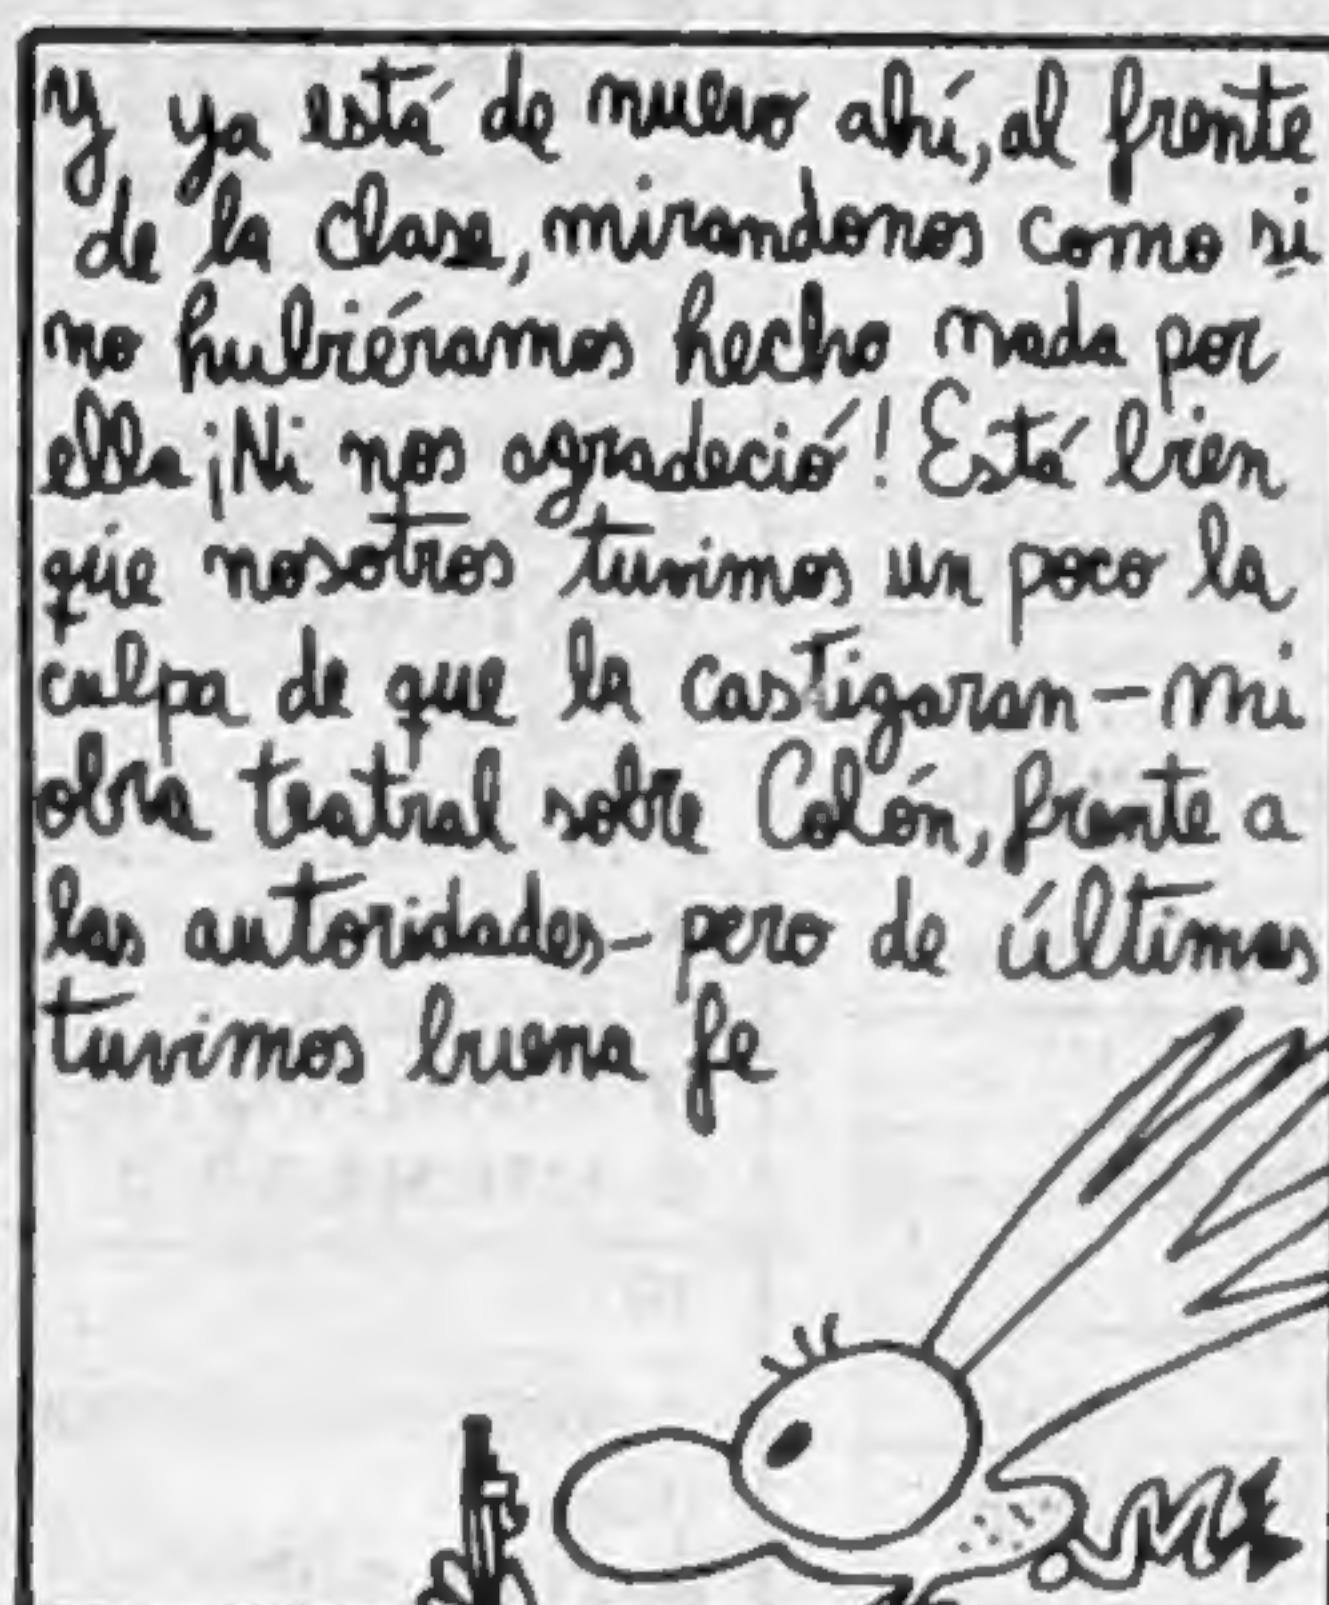 Y ya está de nuevo ahí, al frente
de la clase, mirandonos como si
no hubiéramos hecho nada por
ella ¡Ni nos agradeció! Está bien
que nosotros tuvimos un poco la
culpa de que la castigaran - mi
obra teatral sobre Colón, frente a
las autoridades - pero de últimas
tuvimos buena fe